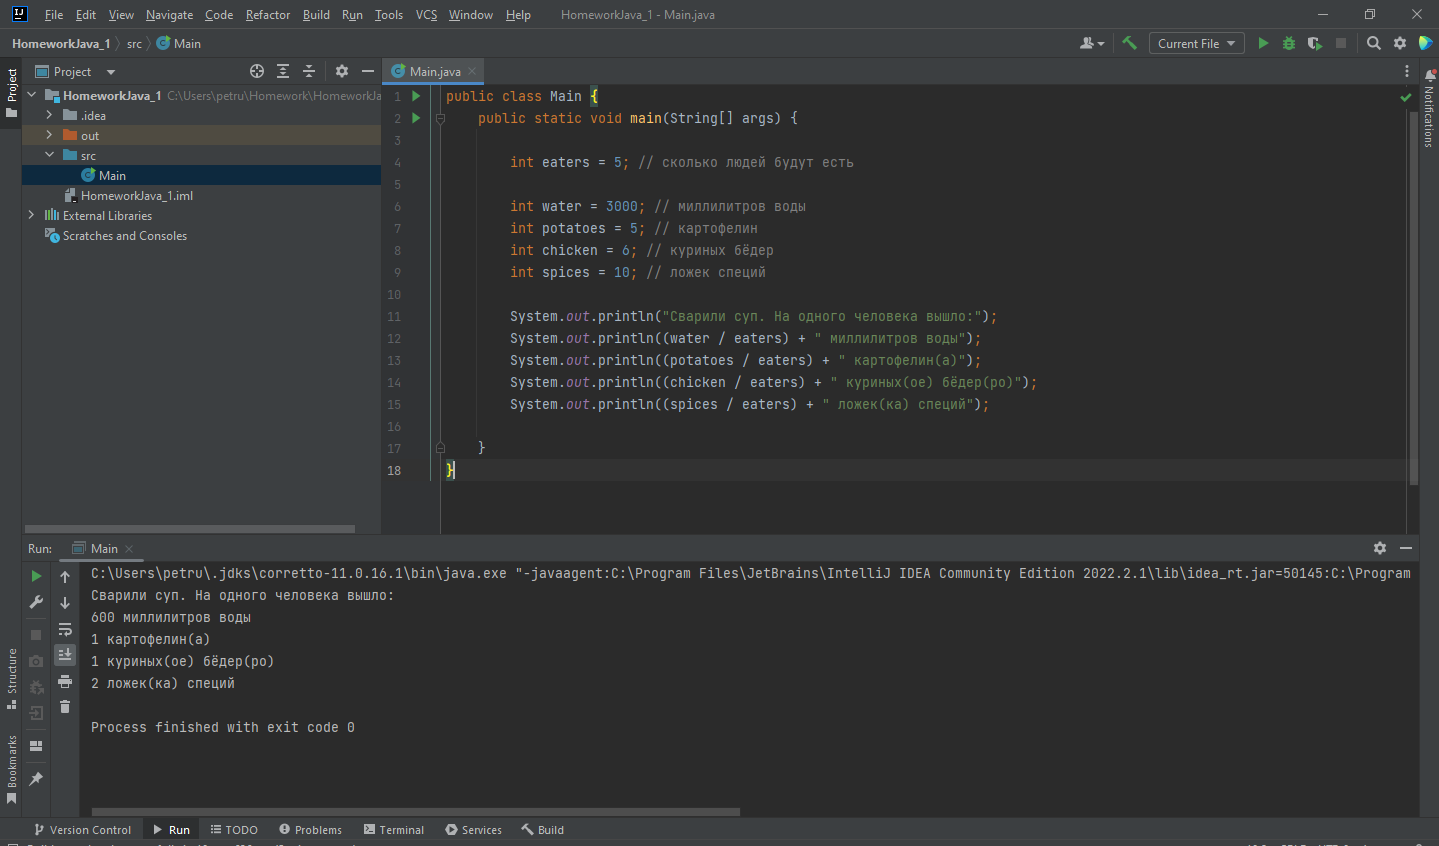 File Edit View Navigate Code Refactor Build Run Tools VCS Window Help HomeworkJava_1 - Main.java
HomeworkJava_1 src Main
Current File
Project
Project
Main.java
Notifications
HomeworkJava_1 C:\Users\petru\Homework\HomeworkJa
.idea
out
src
Main
HomeworkJava_1.iml
External Libraries
Scratches and Consoles
1 public class Main {
2 public static void main(String[] args) {
3
4 int eaters = 5; // сколько людей будут есть
5
6 int water = 3000; // миллилитров воды
7 int potatoes = 5; // картофелин
8 int chicken = 6; // куриных бёдер
9 int spices = 10; // ложек специй
10
11 System.out.println("Сварили суп. На одного человека вышло:");
12 System.out.println((water / eaters) + " миллилитров воды");
13 System.out.println((potatoes / eaters) + " картофелин(а)");
14 System.out.println((chicken / eaters) + " куриных(ое) бёдер(ро)");
15 System.out.println((spices / eaters) + " ложек(ка) специй");
16
17 }
18 }
Run: Main
C:\Users\petru\.jdks\corretto-11.0.16.1\bin\java.exe "-javaagent:C:\Program Files\JetBrains\IntelliJ IDEA Community Edition 2022.2.1\lib\idea_rt.jar=50145:C:\Program
Сварили суп. На одного человека вышло:
600 миллилитров воды
1 картофелин(а)
1 куриных(ое) бёдер(ро)
2 ложек(ка) специй
Process finished with exit code 0
Structure
Bookmarks
Version Control Run TODO Problems Terminal Services Build